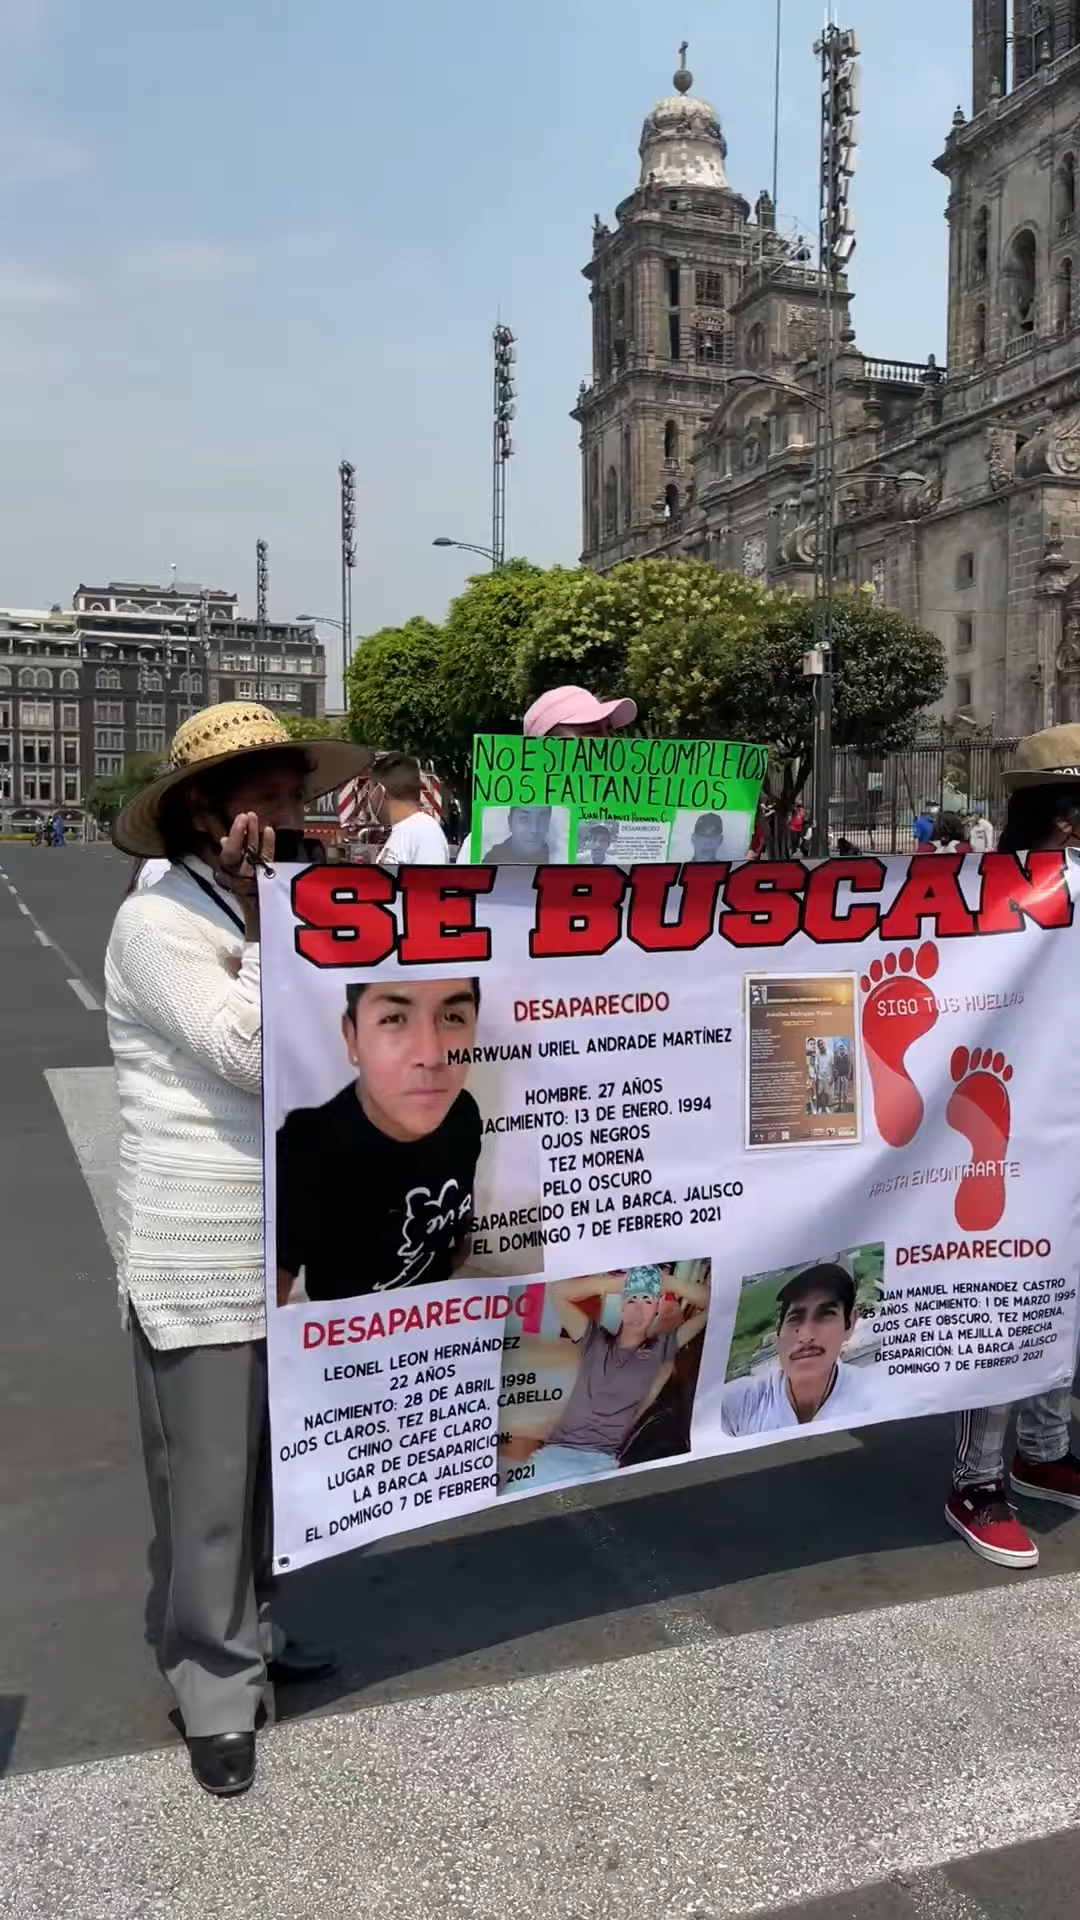 NO ESTAMOS COMPLETOS
NOS FALTAN ELLOS
JUAN MANUEL HERNANDEZ C.
DESAPARECIDO
SE BUSCAN
DESAPARECIDO
MARWUAN URIEL ANDRADE MARTÍNEZ
HOMBRE, 27 AÑOS
NACIMIENTO: 13 DE ENERO, 1994
OJOS NEGROS
TEZ MORENA
PELO OSCURO
DESAPARECIDO EN LA BARCA, JALISCO
EL DOMINGO 7 DE FEBRERO 2021
SIGO TUS HUELLAS
HASTA ENCONTRARTE
DESAPARECIDO
LEONEL LEON HERNÁNDEZ
22 AÑOS
NACIMIENTO: 28 DE ABRIL 1998
OJOS CLAROS, TEZ BLANCA, CABELLO
CHINO CAFE CLARO
LUGAR DE DESAPARICIÓN:
LA BARCA JALISCO
EL DOMINGO 7 DE FEBRERO 2021
DESAPARECIDO
JUAN MANUEL HERNANDEZ CASTRO
25 AÑOS. NACIMIENTO: 1 DE MARZO 1995
OJOS CAFE OBSCURO, TEZ MORENA,
LUNAR EN LA MEJILLA DERECHA
DESAPARICIÓN: LA BARCA JALISCO
DOMINGO 7 DE FEBRERO 2021